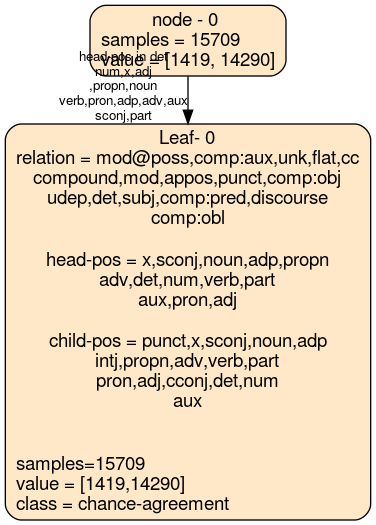 node - 0
samples = 15709
value = [1419, 14290]
head-pos in det
num,x,adj
,propn,noun
verb,pron,adp,adv,aux
sconj,part
Leaf- 0
relation = mod@poss,comp:aux,unk,flat,cc
compound,mod,appos,punct,comp:obj
udep,det,subj,comp:pred,discourse
comp:obl
head-pos = x,sconj,noun,adp,propn
adv,det,num,verb,part
aux,pron,adj
child-pos = punct,x,sconj,noun,adp
intj,propn,adv,verb,part
pron,adj,cconj,det,num
aux
samples=15709
value = [1419,14290]
class = chance-agreement